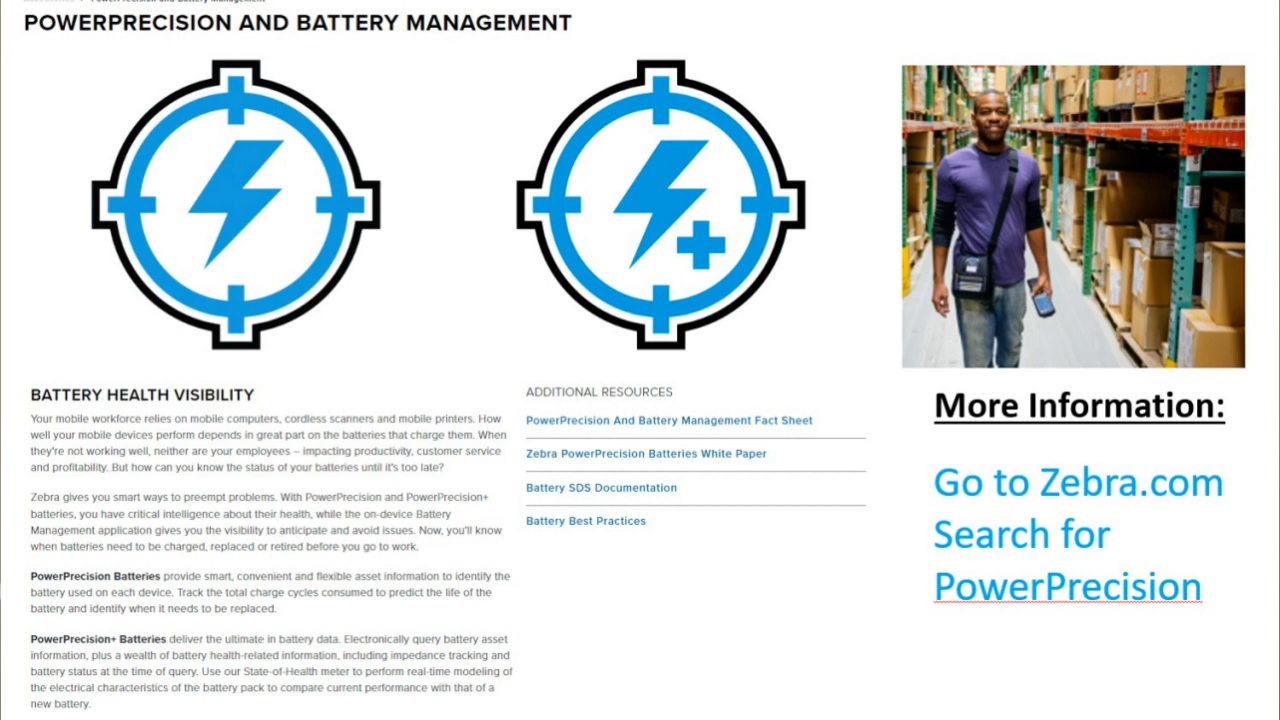 PowerPrecision and Battery Management
POWERPRECISION AND BATTERY MANAGEMENT
BATTERY HEALTH VISIBILITY
Your mobile workforce relies on mobile computers, cordless scanners and mobile printers. How
well your mobile devices perform depends in great part on the batteries that charge them. When
they're not working well, neither are your employees – impacting productivity, customer service
and profitability. But how can you know the status of your batteries until it's too late?
Zebra gives you smart ways to preempt problems. With PowerPrecision and PowerPrecision+
batteries, you have critical intelligence about their health, while the on-device Battery
Management application gives you the visibility to anticipate and avoid issues. Now, you'll know
when batteries need to be charged, replaced or retired before you go to work.
PowerPrecision Batteries provide smart, convenient and flexible asset information to identify the
battery used on each device. Track the total charge cycles consumed to predict the life of the
battery and identify when it needs to be replaced.
PowerPrecision+ Batteries deliver the ultimate in battery data. Electronically query battery asset
information, plus a wealth of battery health-related information, including impedance tracking and
battery status at the time of query. Use our State-of-Health meter to perform real-time modeling of
the electrical characteristics of the battery pack to compare current performance with that of a
new battery.
ADDITIONAL RESOURCES
PowerPrecision And Battery Management Fact Sheet
Zebra PowerPrecision Batteries White Paper
Battery SDS Documentation
Battery Best Practices
More Information:
Go to Zebra.com
Search for
PowerPrecision